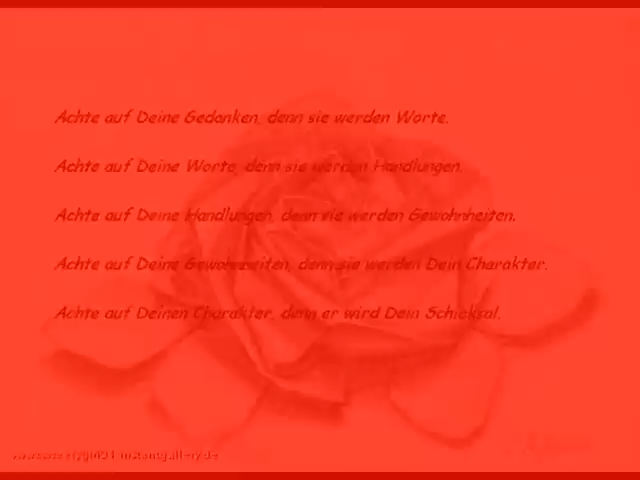 Achte auf Deine Gedanken, denn sie werden Worte.
Achte auf Deine Worte, denn sie werden Handlungen.
Achte auf Deine Handlungen, denn sie werden Gewohnheiten.
Achte auf Deine Gewohnheiten, denn sie werden Dein Charakter.
Achte auf Deinen Charakter, denn er wird Dein Schicksal.